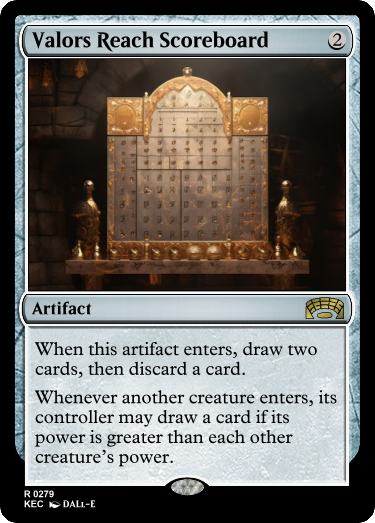 Valors Reach Scoreboard 2
Artifact
When this artifact enters, draw two
cards, then discard a card.
Whenever another creature enters, its
controller may draw a card if its
power is greater than each other
creature's power.
R 0279
KEC DALL-E